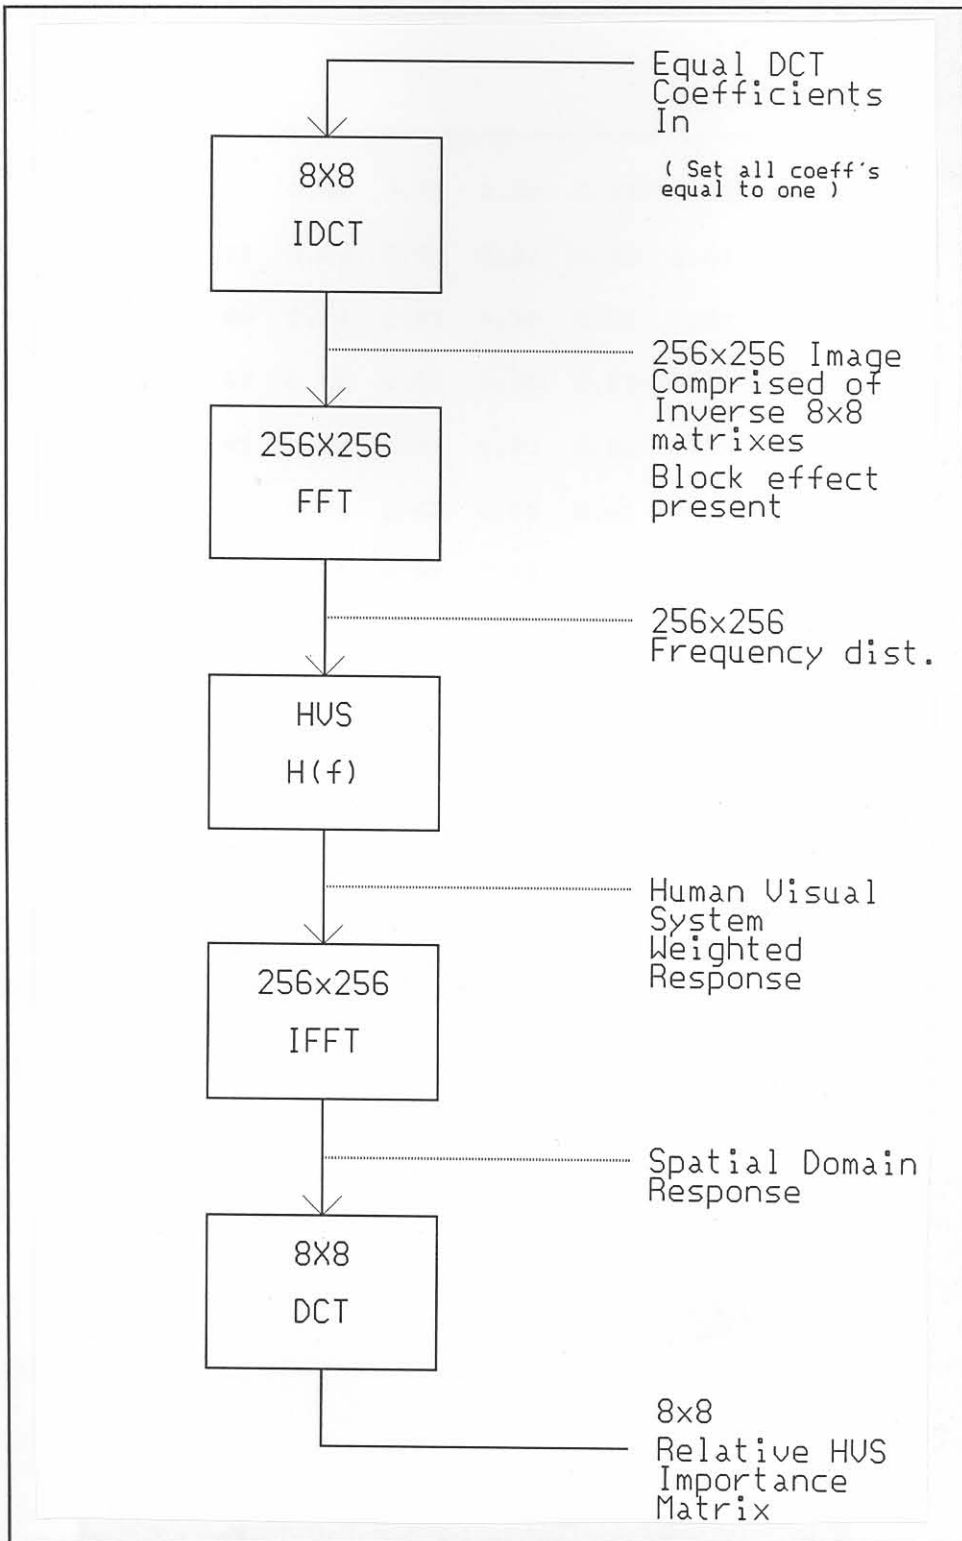 Equal DCT
Coefficients
In
( Set all coeff's
equal to one )
8X8
IDCT
256x256 Image
Comprised of
Inverse 8x8
matrixes
Block effect
present
256X256
FFT
256x256
Frequency dist.
HVS
H(f)
Human Visual
System
Weighted
Response
256x256
IFFT
Spatial Domain
Response
8X8
DCT
8x8
Relative HVS
Importance
Matrix